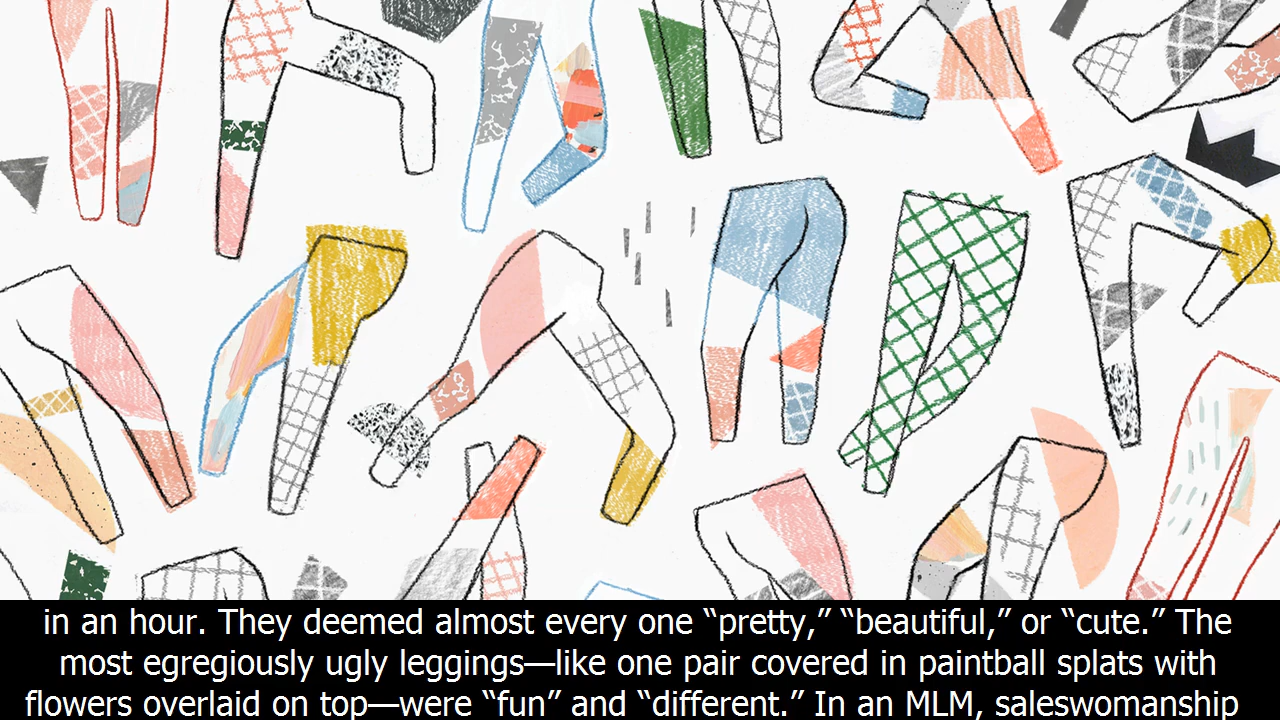 in an hour. They deemed almost every one “pretty,” “beautiful,” or “cute.” The
most egregiously ugly leggings—like one pair covered in paintball splats with
flowers overlaid on top—were “fun” and “different.” In an MLM, saleswomanship